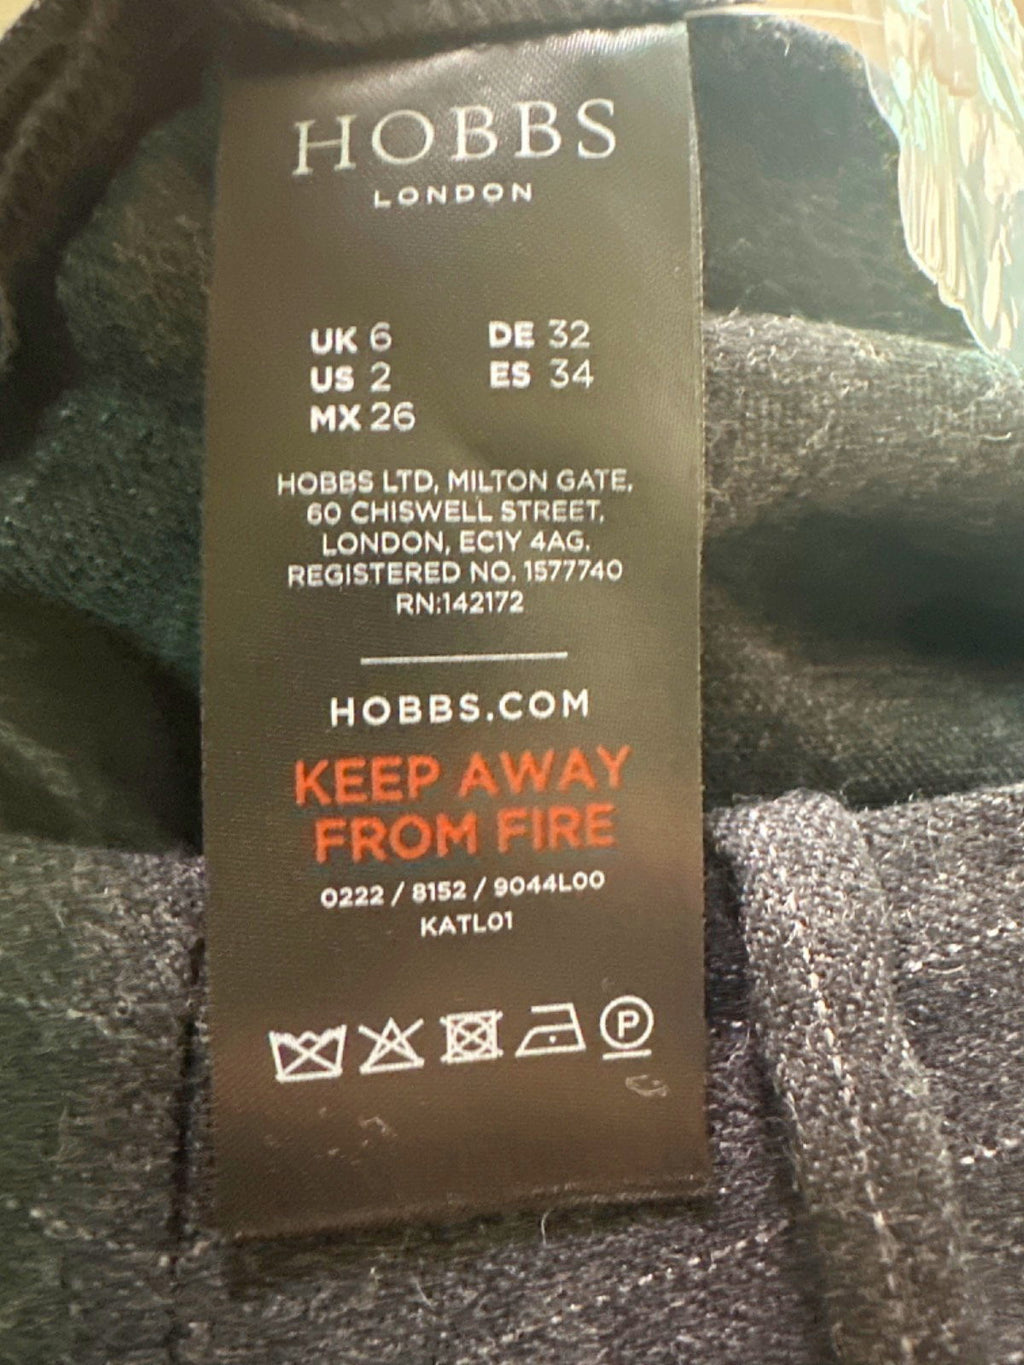 HOBBS
LONDON
UK 6 DE 32
US 2 ES 34
MX 26
HOBBS LTD, MILTON GATE,
60 CHISWELL STREET,
LONDON, EC1Y 4AG.
REGISTERED NO. 1577740
RN:142172
HOBBS.COM
KEEP AWAY
FROM FIRE
0222 / 8152 / 9044L00
KATL01
P